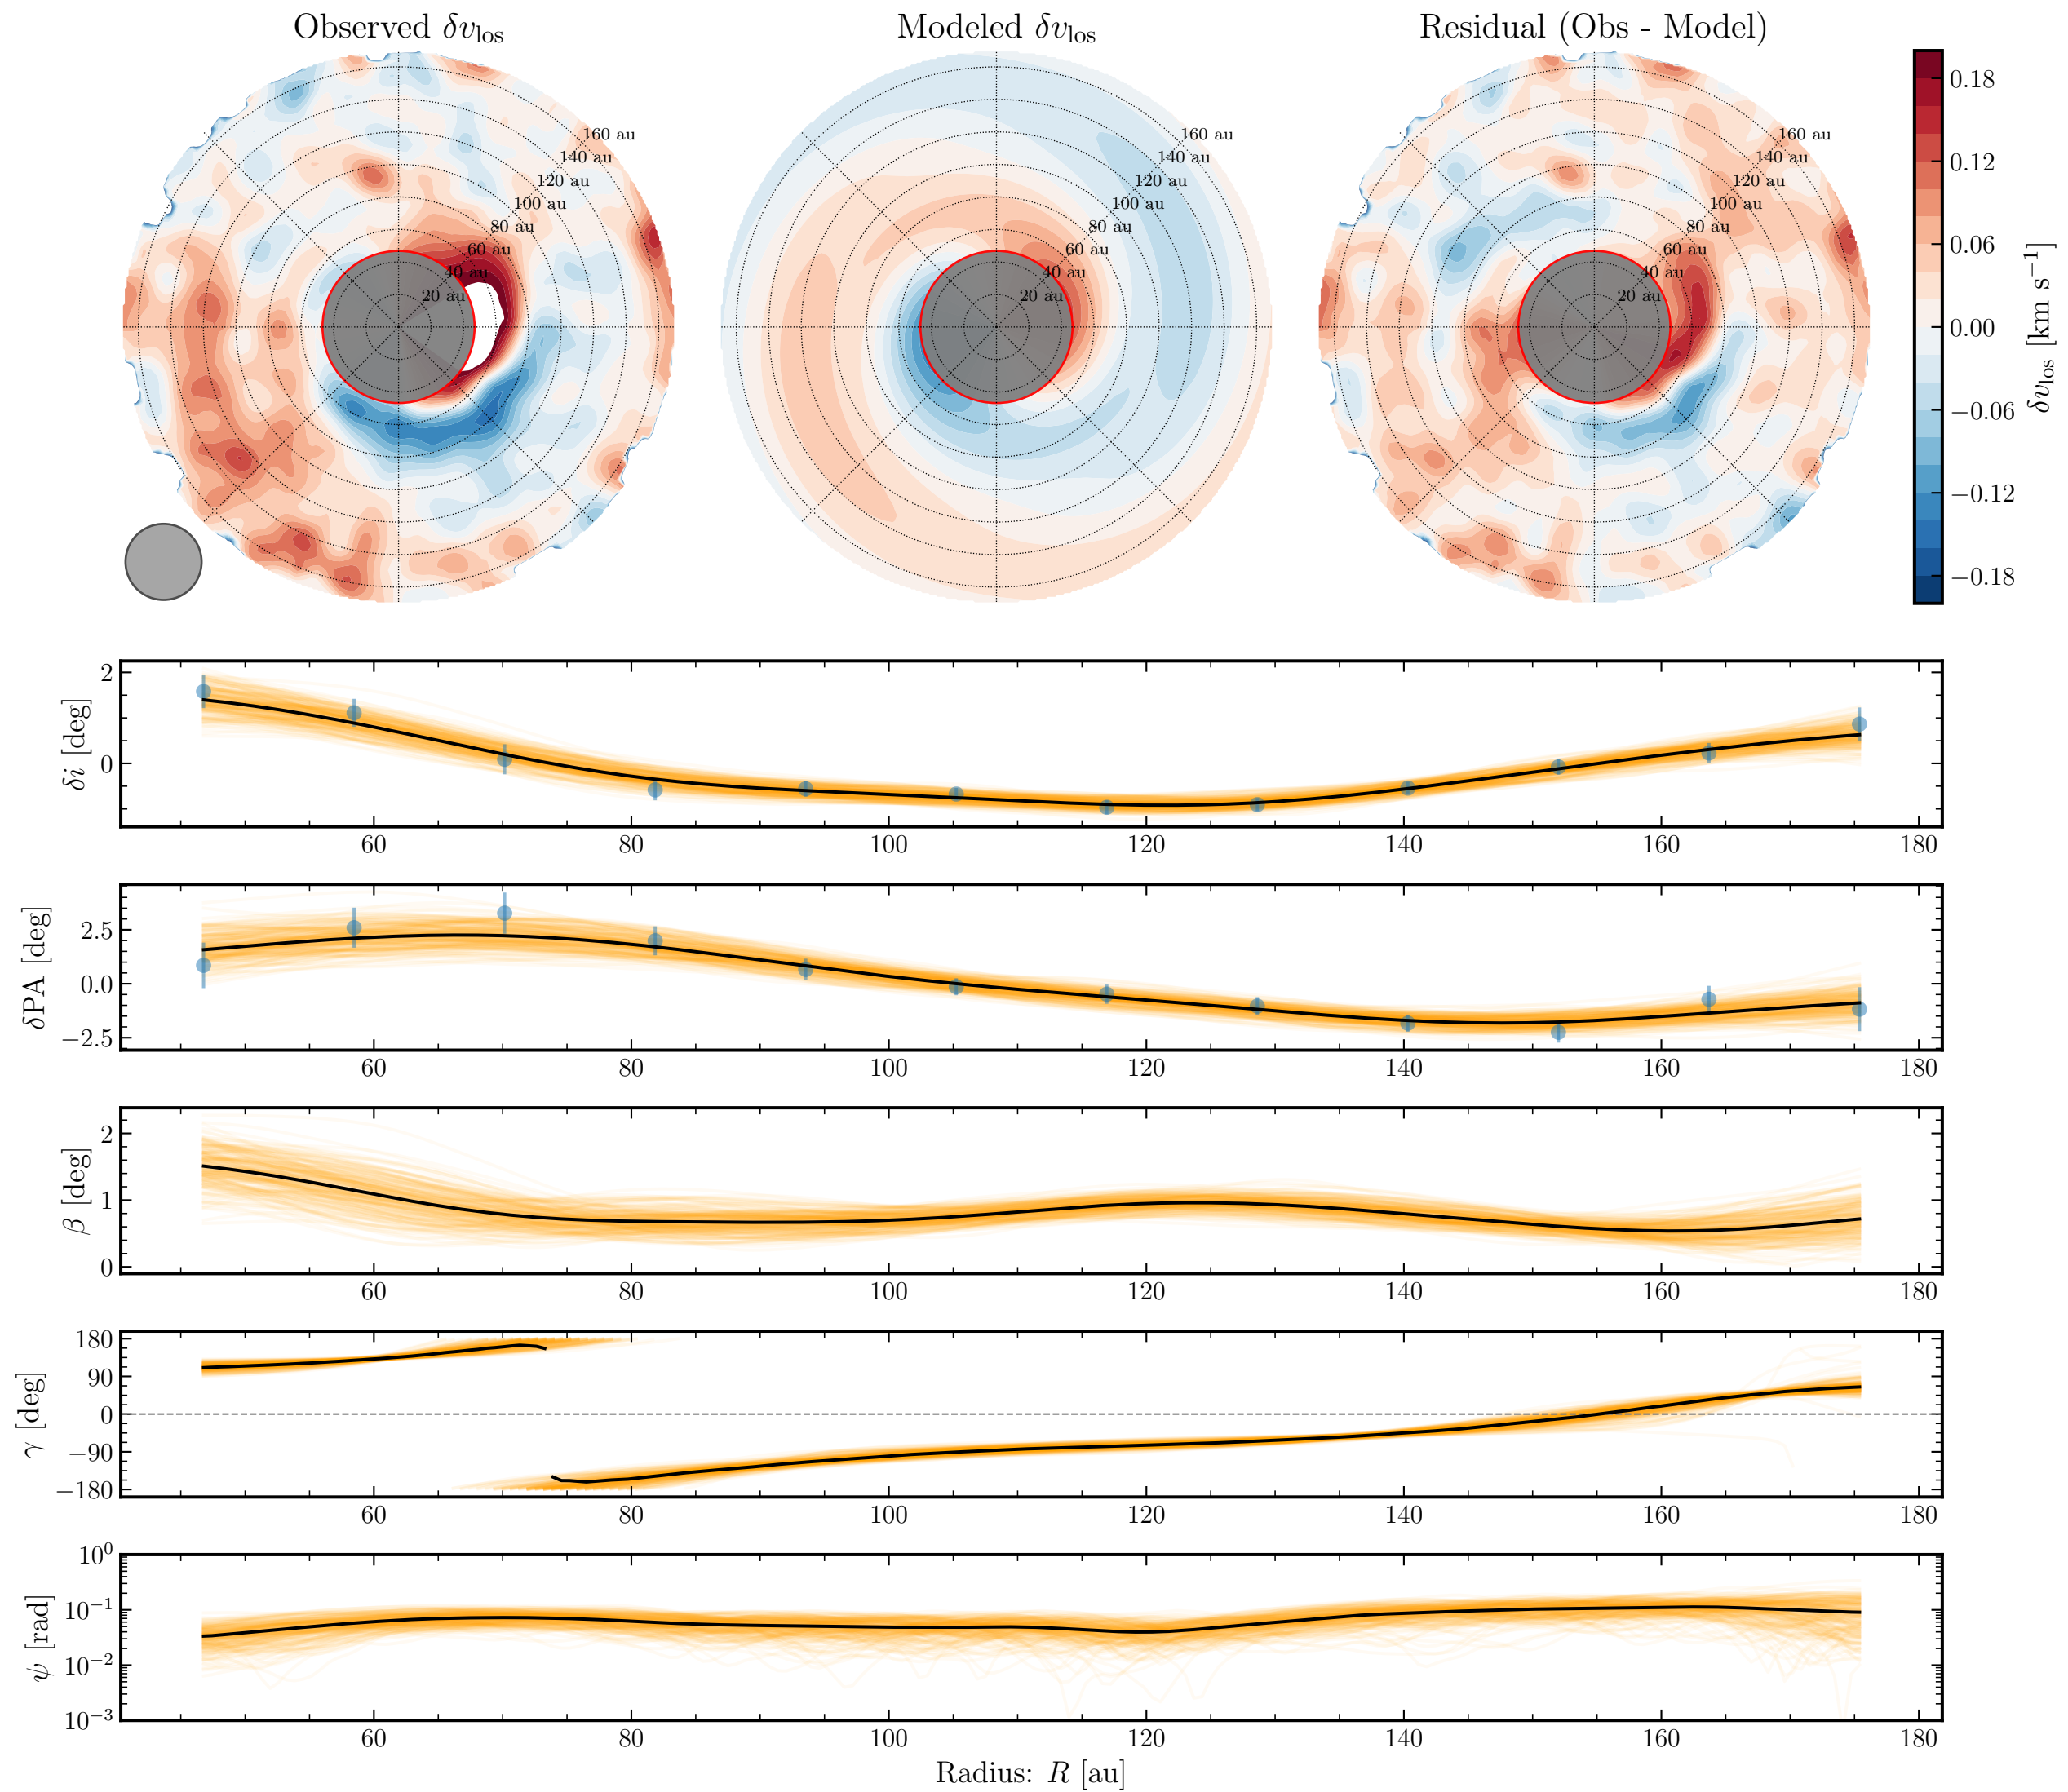 Observed δv_los
Modeled δv_los
Residual (Obs - Model)
160 au
140 au
120 au
100 au
80 au
60 au
40 au
20 au
160 au
140 au
120 au
100 au
80 au
60 au
40 au
20 au
160 au
140 au
120 au
100 au
80 au
60 au
40 au
20 au
0.18
0.12
0.06
0.00
−0.06
−0.12
−0.18
δv_los [km s⁻¹]
2
0
δi [deg]
60 80 100 120 140 160 180
2.5
0.0
−2.5
δPA [deg]
60 80 100 120 140 160 180
2
1
0
β [deg]
60 80 100 120 140 160 180
180
90
0
−90
−180
γ [deg]
60 80 100 120 140 160 180
10⁰
10⁻¹
10⁻²
10⁻³
ψ [rad]
60 80 100 120 140 160 180
Radius: R [au]